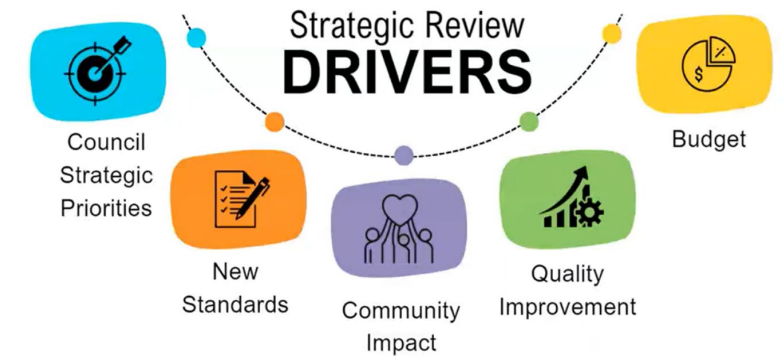 Strategic Review
DRIVERS
Council
Strategic
Priorities
New
Standards
Community
Impact
Quality
Improvement
$
%
Budget